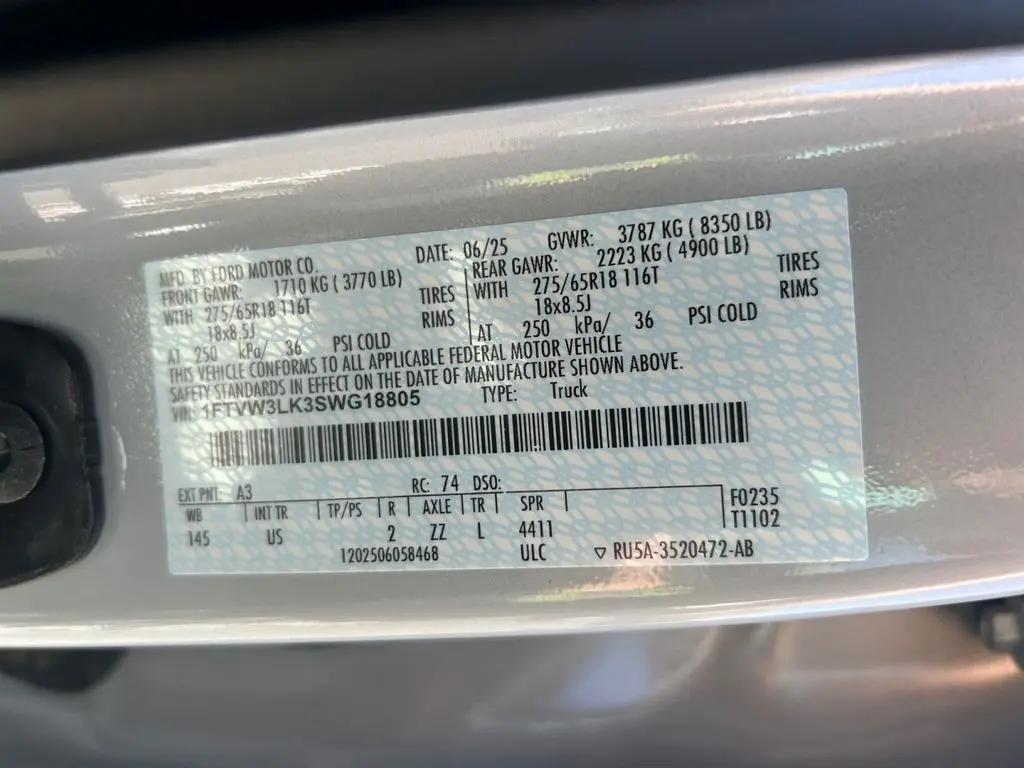 MFD. BY FORD MOTOR CO. DATE: 06/25 GVWR: 3787 KG ( 8350 LB)
FRONT GAWR: 1710 KG ( 3770 LB) REAR GAWR: 2223 KG ( 4900 LB)
WITH 275/65R18 116T TIRES WITH 275/65R18 116T TIRES
18x8.5J RIMS 18x8.5J RIMS
AT 250 kPa/ 36 PSI COLD AT 250 kPa/ 36 PSI COLD
THIS VEHICLE CONFORMS TO ALL APPLICABLE FEDERAL MOTOR VEHICLE
SAFETY STANDARDS IN EFFECT ON THE DATE OF MANUFACTURE SHOWN ABOVE.
VIN: 1FTVW3LK3SWG18805 TYPE: Truck
EXT PNT: A3 RC: 74 DSO:
WB INT TR TP/PS R AXLE TR SPR F0235
145 US 2 ZZ L 4411 T1102
1202506058468 ULC ▽ RU5A-3520472-AB